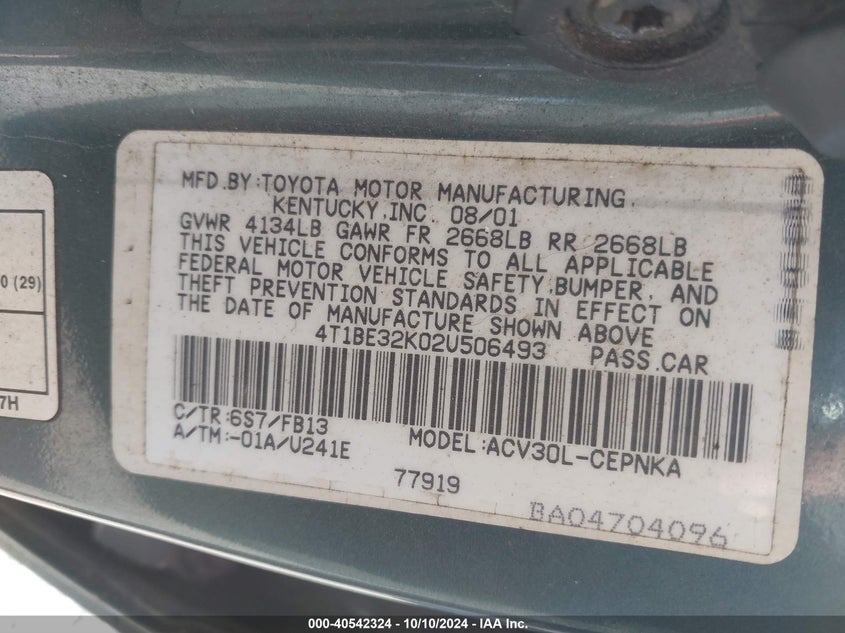 MFD.BY:TOYOTA MOTOR MANUFACTURING,
KENTUCKY,INC. 08/01
GVWR 4134LB GAWR FR 2668LB RR 2668LB
THIS VEHICLE CONFORMS TO ALL APPLICABLE
FEDERAL MOTOR VEHICLE SAFETY,BUMPER, AND
THEFT PREVENTION STANDARDS IN EFFECT ON
THE DATE OF MANUFACTURE SHOWN ABOVE
4T1BE32K02U506493 PASS.CAR
C/TR:6S7/FB13
A/TM:-01A/U241E MODEL:ACV30L-CEPNKA
77919
BA04704096
0 (29)
7H
000-40542324 - 10/10/2024 - IAA Inc.